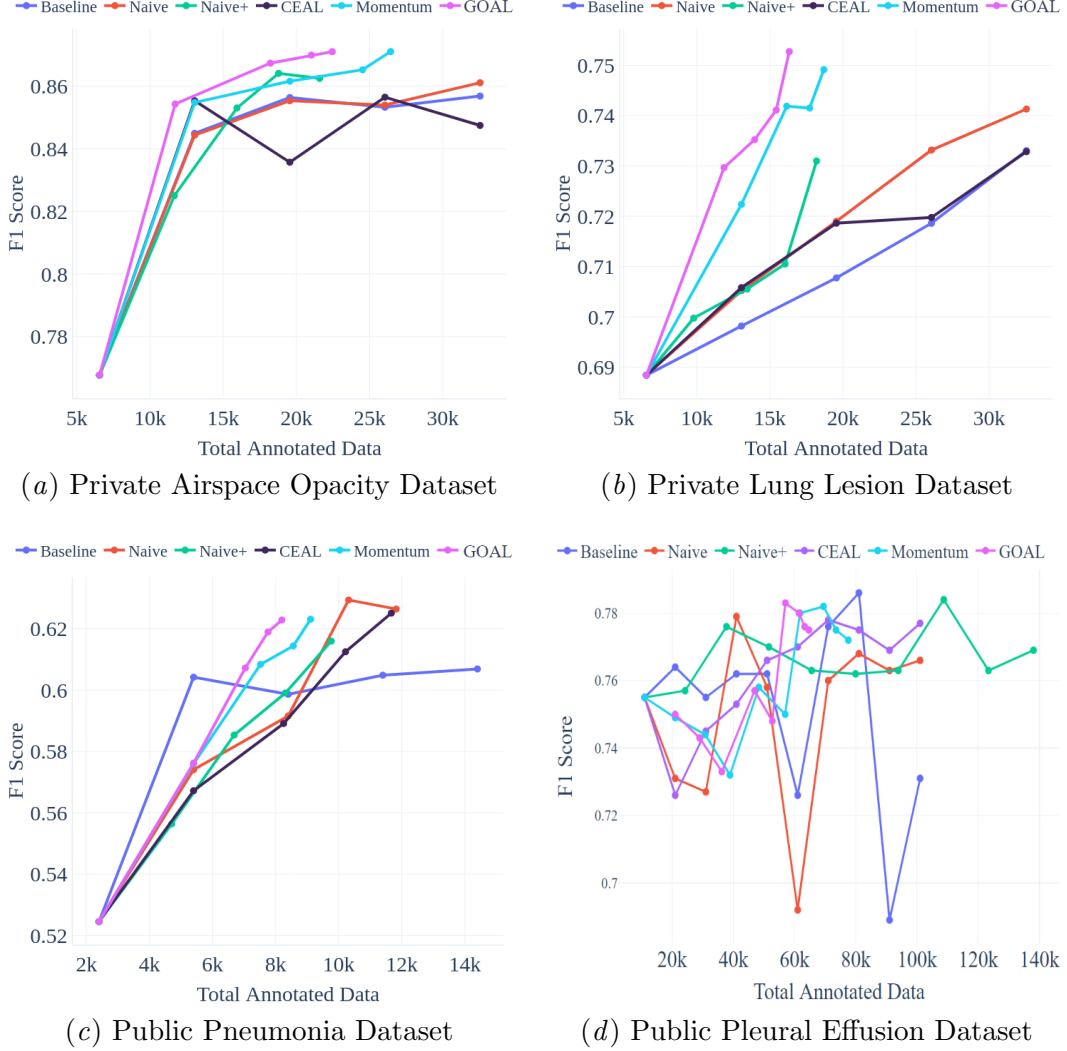 Baseline Naive Naive+ CEAL Momentum GOAL
0.86
0.84
0.82
0.8
0.78
F1 Score
5k 10k 15k 20k 25k 30k
Total Annotated Data
(a) Private Airspace Opacity Dataset
Baseline Naive Naive+ CEAL Momentum GOAL
0.75
0.74
0.73
0.72
0.71
0.7
0.69
F1 Score
5k 10k 15k 20k 25k 30k
Total Annotated Data
(b) Private Lung Lesion Dataset
Baseline Naive Naive+ CEAL Momentum GOAL
0.62
0.6
0.58
0.56
0.54
0.52
F1 Score
2k 4k 6k 8k 10k 12k 14k
Total Annotated Data
(c) Public Pneumonia Dataset
Baseline Naive Naive+ CEAL Momentum GOAL
0.78
0.76
0.74
0.72
0.7
F1 Score
20k 40k 60k 80k 100k 120k 140k
Total Annotated Data
(d) Public Pleural Effusion Dataset